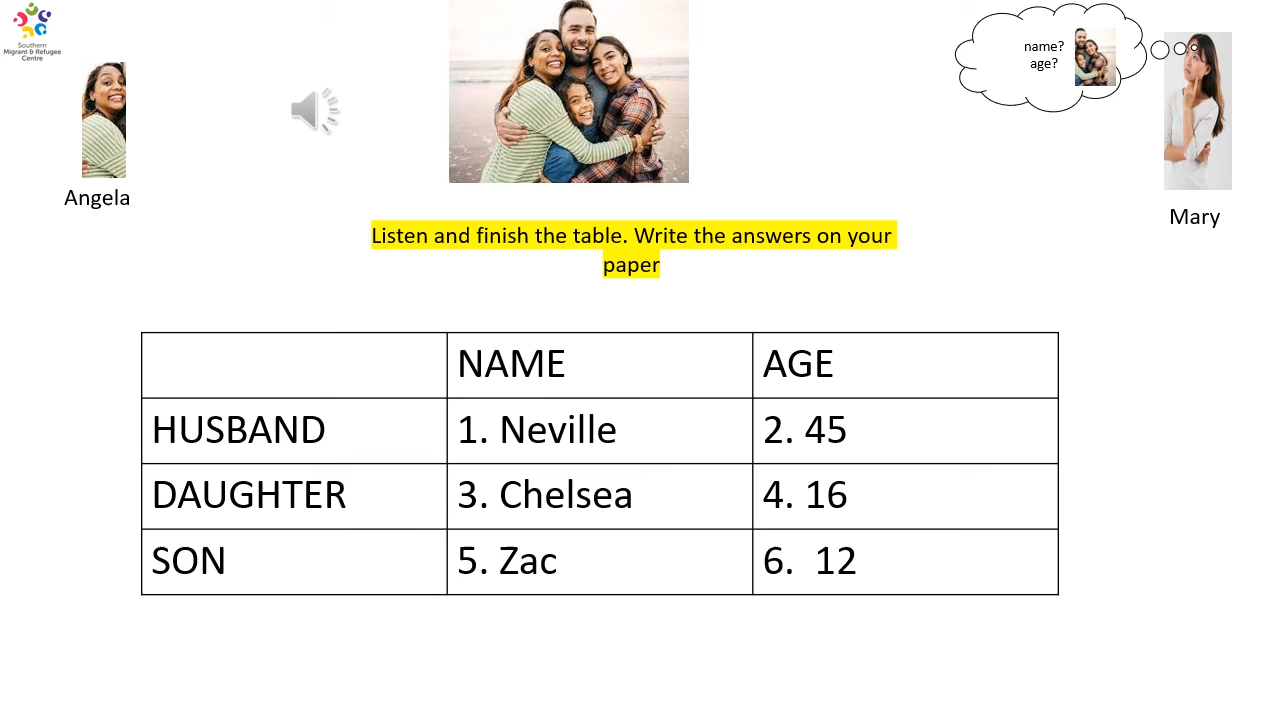 Southern
Migrant & Refugee
Centre
name?
age?
Angela
Mary
Listen and finish the table. Write the answers on your
paper
NAME AGE
HUSBAND 1. Neville 2. 45
DAUGHTER 3. Chelsea 4. 16
SON 5. Zac 6. 12